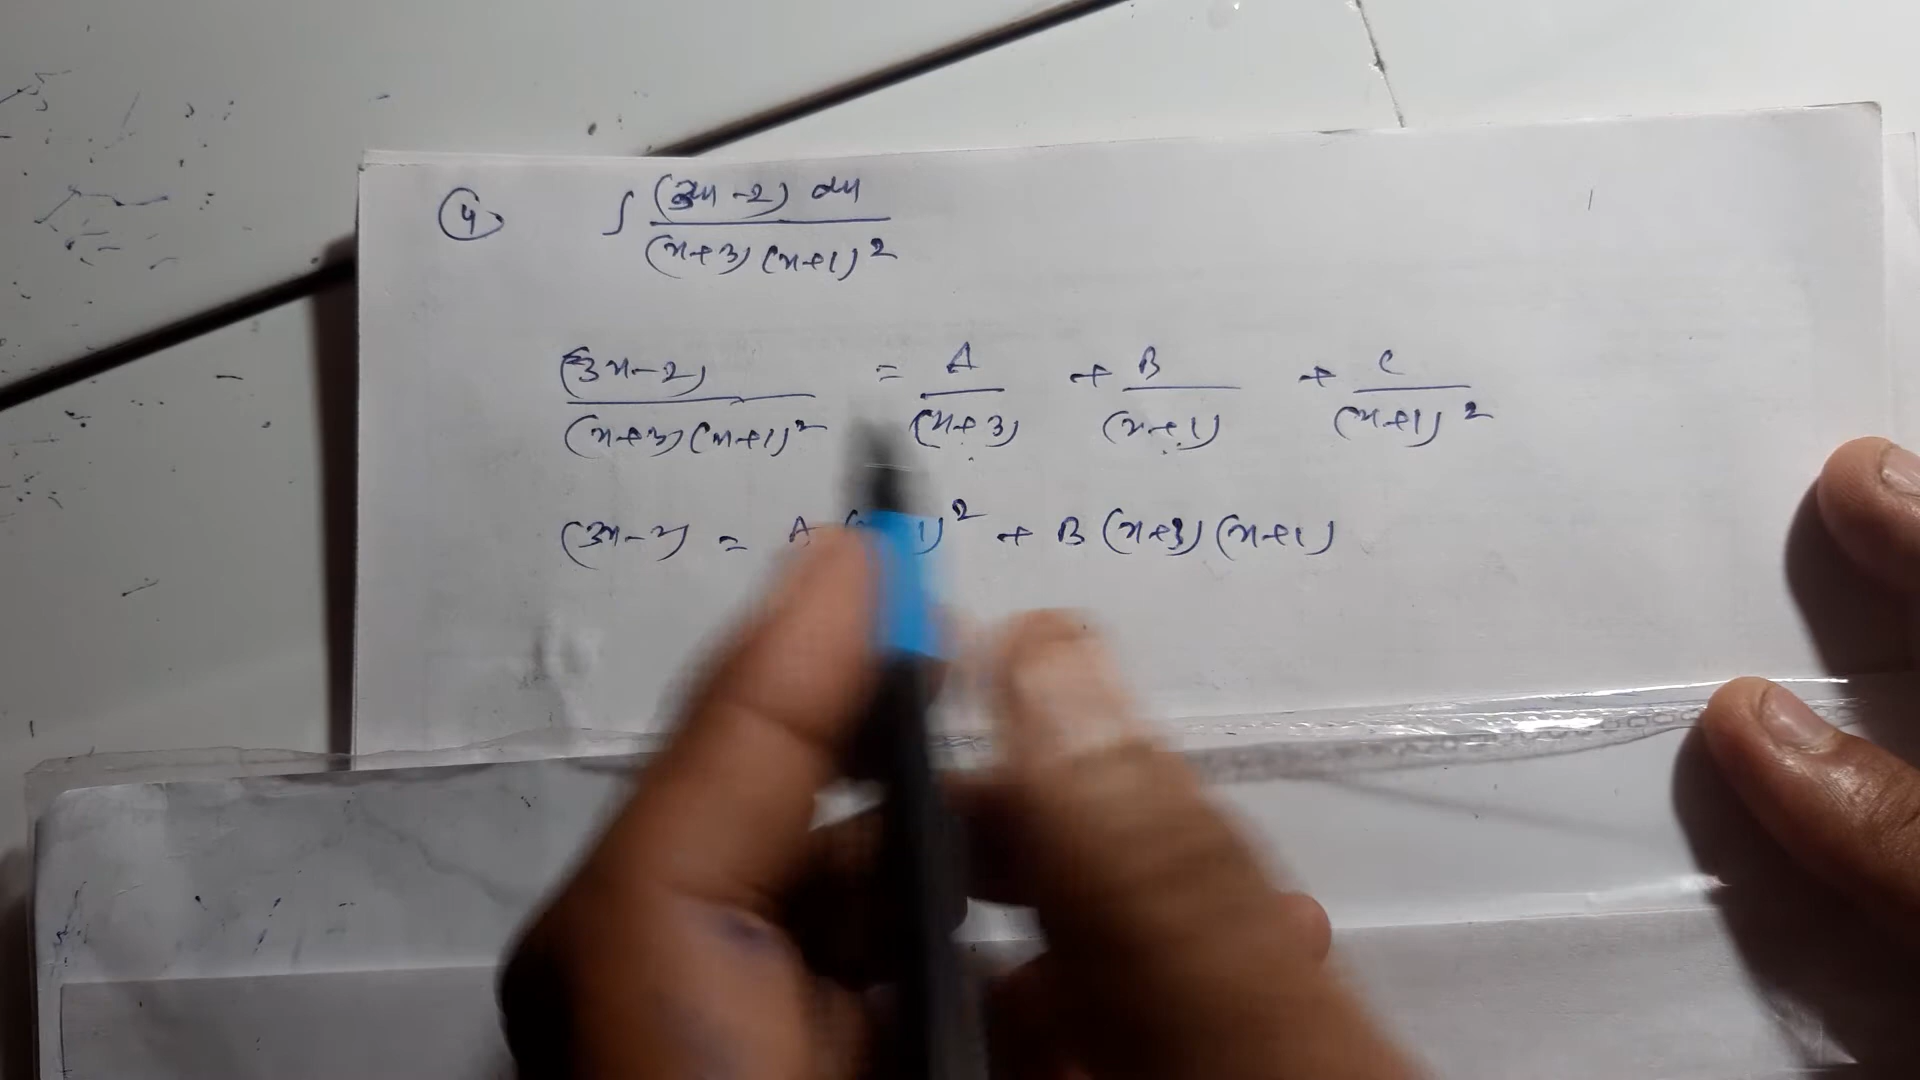 4. ∫ (3x-2) dx / (x+3) (x+1)²
(3x-2) / (x+3) (x+1)² = A / (x+3) + B / (x+1) + C / (x+1)²
(3x-2) = A ( 1)² + B (x+3) (x+1)